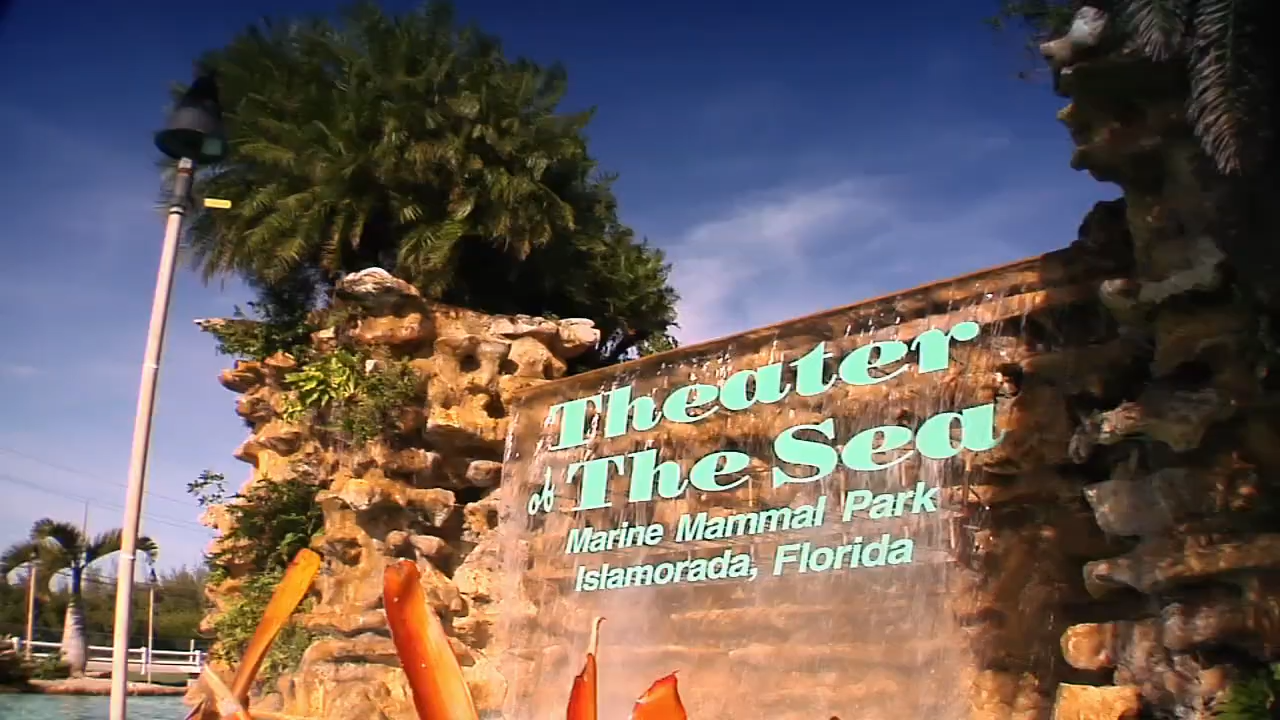 Theater
of The Sea
Marine Mammal Park
Islamorada, Florida